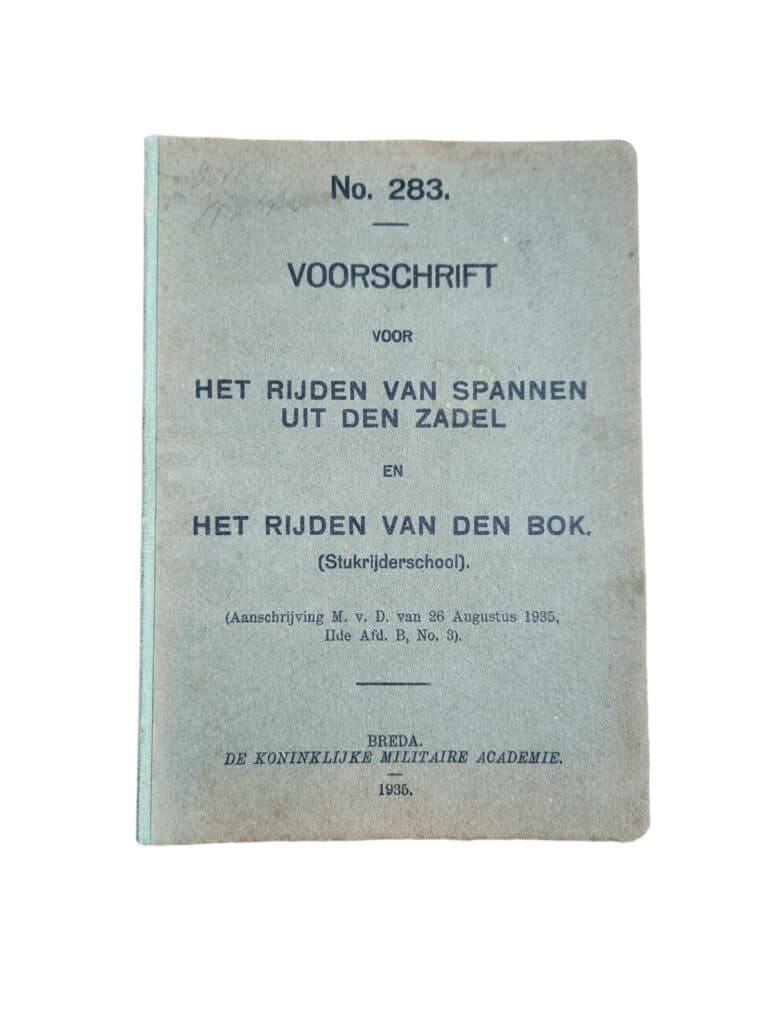 No. 283.
VOORSCHRIFT
VOOR
HET RIJDEN VAN SPANNEN
UIT DEN ZADEL
EN
HET RIJDEN VAN DEN BOK.
(Stukrijderschool).
(Aanschrijving M. v. D. van 26 Augustus 1935,
IIde Afd. B, No. 3).
BREDA.
DE KONINKLIJKE MILITAIRE ACADEMIE.
1935.